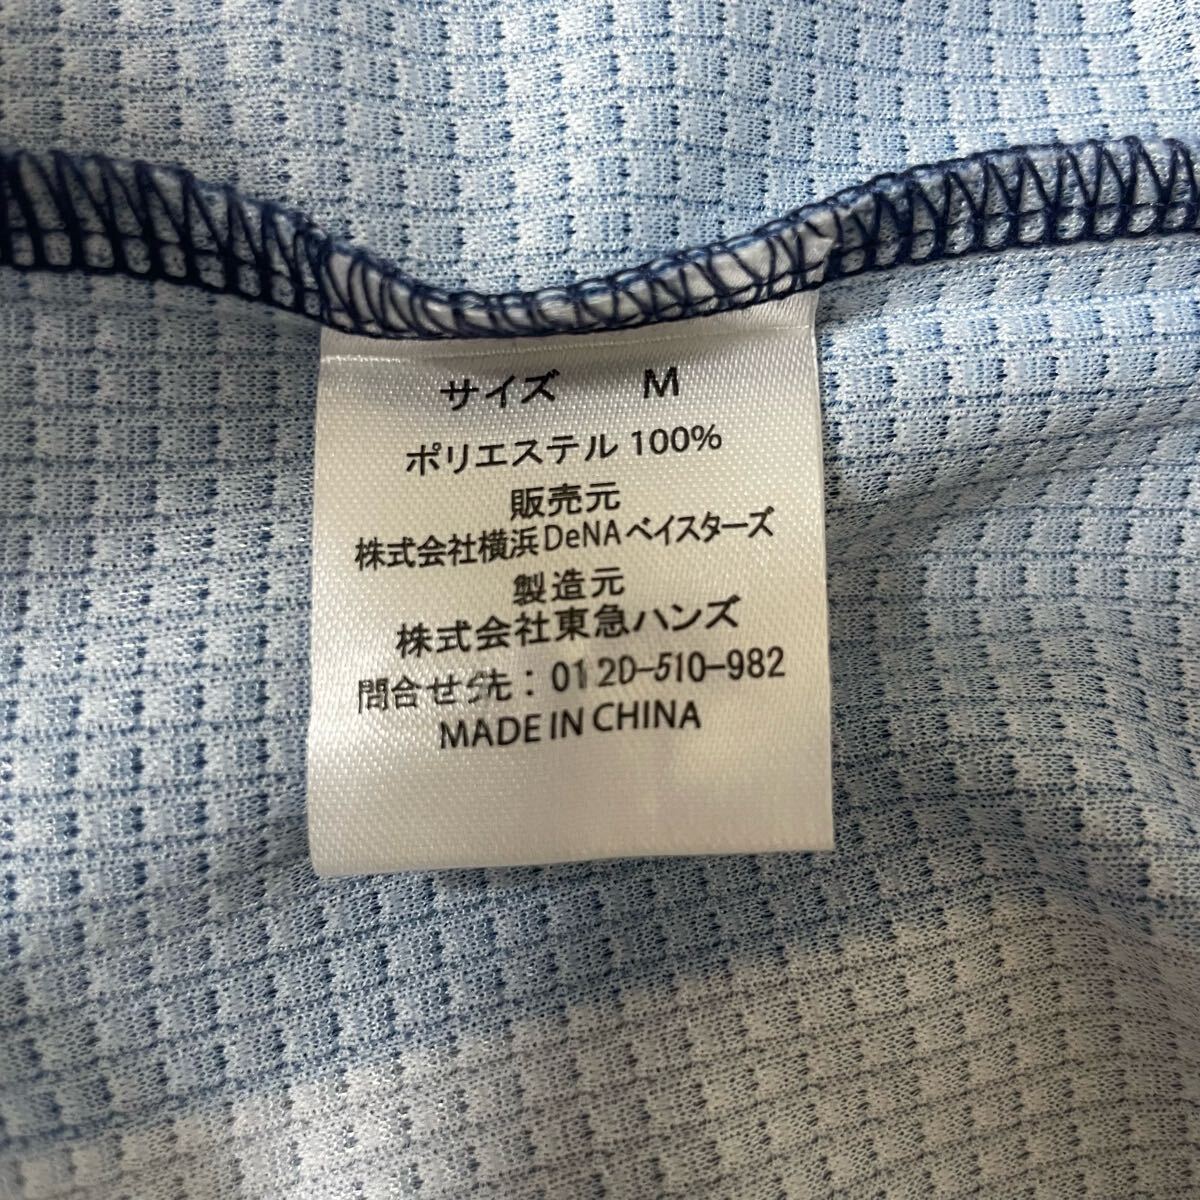 サイズ M
ポリエステル 100%
販売元
株式会社横浜DeNAベイスターズ
製造元
株式会社東急ハンズ
問合せ先：0120-510-982
MADE IN CHINA